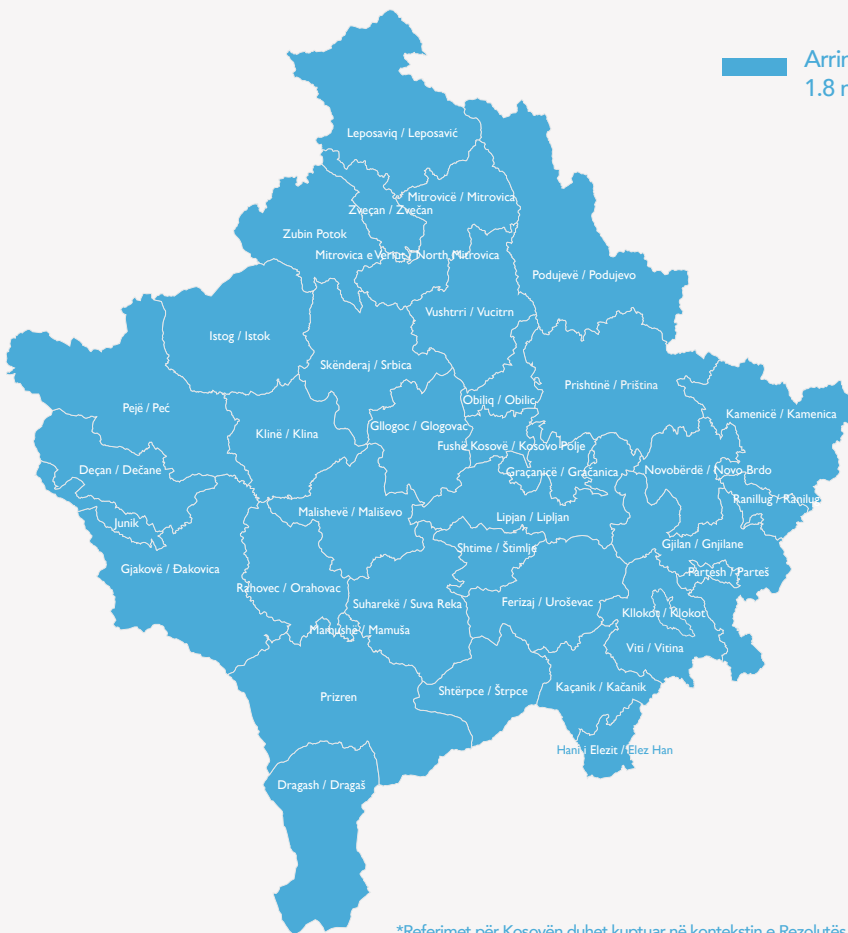 Arrin
1.8 m
Leposaviq / Leposavić
Mitrovicë / Mitrovica
Zveçan / Zvečan
Zubin Potok
Mitrovica e Veriut / North Mitrovica
Podujevë / Podujevo
Vushtrri / Vucitrn
Istog / Istok
Skënderaj / Srbica
Prishtinë / Priština
Obiliq / Obilic
Pejë / Peć
Kamenicë / Kamenica
Gllogoc / Glogovac
Klinë / Klina
Fushë Kosovë / Kosovo Polje
Deçan / Dečane
Graçanicë / Gračanica
Novobërdë / Novo Brdo
Ranillug / Ranilug
Malishevë / Mališevo
Lipjan / Lipljan
Junik
Gjilan / Gnjilane
Shtime / Štimlje
Gjakovë / Đakovica
Partesh / Parteš
Rahovec / Orahovac
Suharekë / Suva Reka
Ferizaj / Uroševac
Kllokot / Klokot
Mamushë / Mamuša
Viti / Vitina
Kaçanik / Kačanik
Shtërpce / Štrpce
Prizren
Hani i Elezit / Elez Han
Dragash / Dragaš
*Referimet për Kosovën duhet kuptuar në kontekstin e Rezolutës